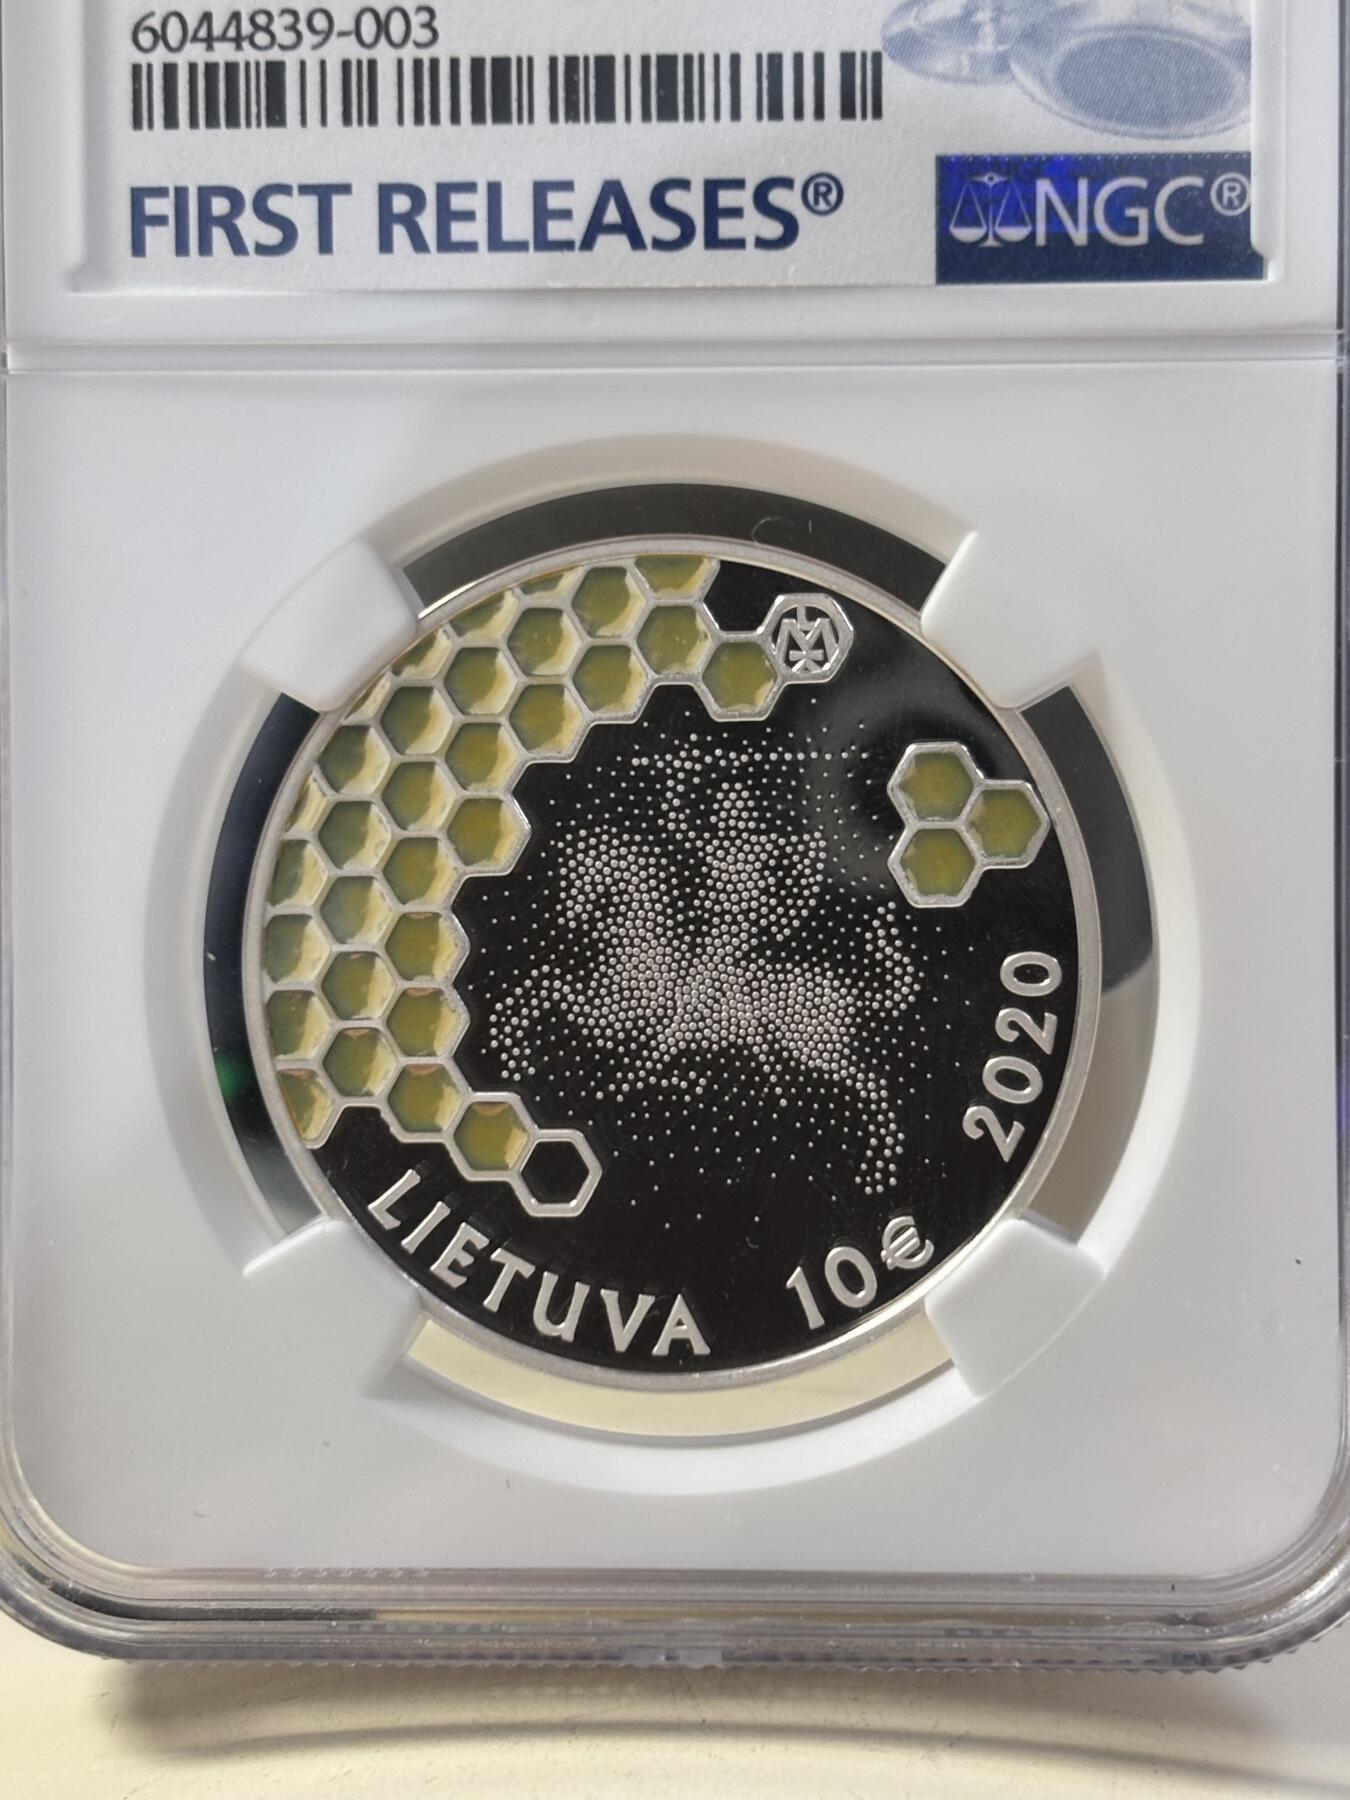 6044839-003
FIRST RELEASES®
NGC®
LIETUVA 10€ 2020